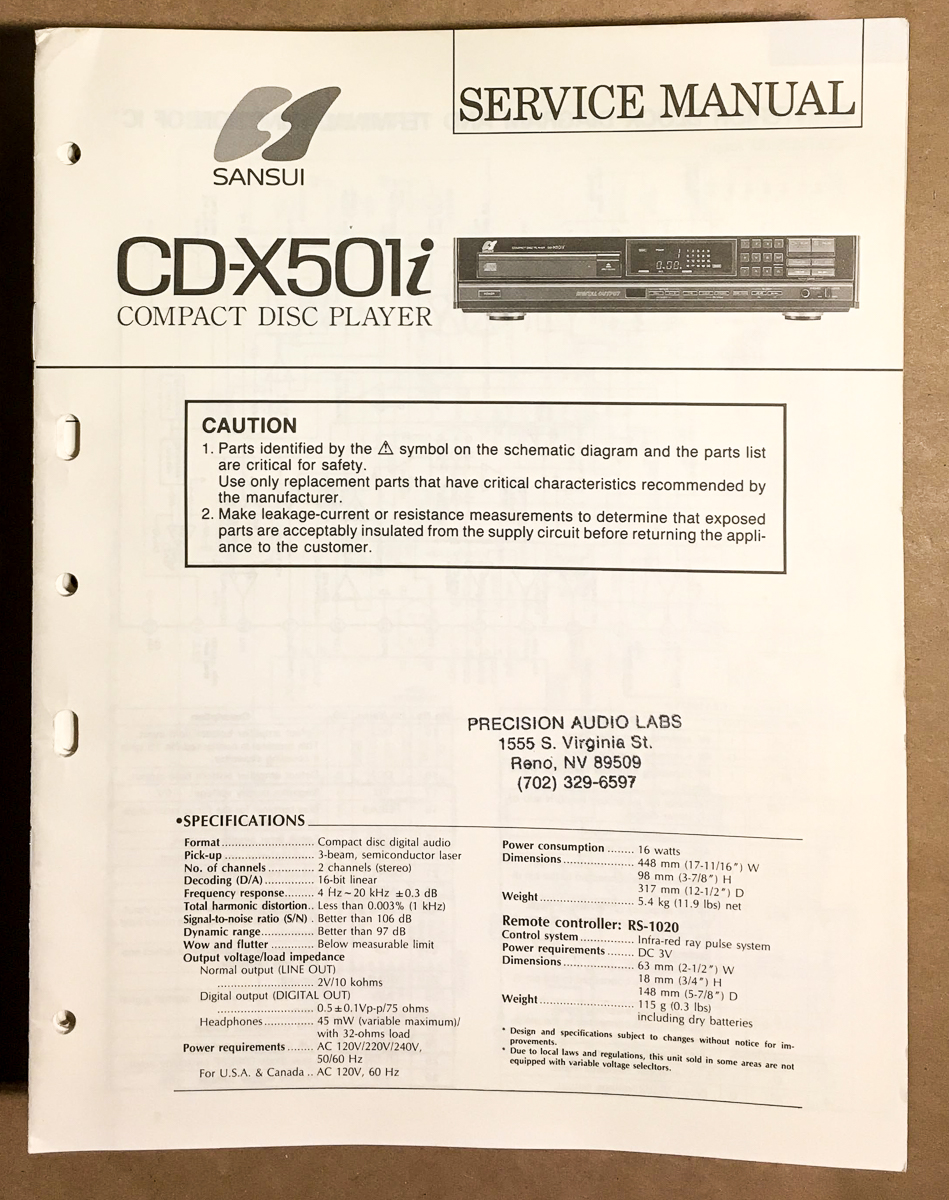 SERVICE MANUAL
SANSUI
CD-X501i
COMPACT DISC PLAYER
DIGITAL OUTPUT
CAUTION
1. Parts identified by the ⚠ symbol on the schematic diagram and the parts list
are critical for safety.
Use only replacement parts that have critical characteristics recommended by
the manufacturer.
2. Make leakage-current or resistance measurements to determine that exposed
parts are acceptably insulated from the supply circuit before returning the appli-
ance to the customer.
PRECISION AUDIO LABS
1555 S. Virginia St.
Reno, NV 89509
(702) 329-6597
•SPECIFICATIONS
Format ............................ Compact disc digital audio
Pick-up ........................... 3-beam, semiconductor laser
No. of channels .............. 2 channels (stereo)
Decoding (D/A) ............... 16-bit linear
Frequency response ......... 4 Hz ~ 20 kHz ±0.3 dB
Total harmonic distortion .. Less than 0.003% (1 kHz)
Signal-to-noise ratio (S/N) . Better than 106 dB
Dynamic range ................ Better than 97 dB
Wow and flutter ............. Below measurable limit
Output voltage/load impedance
Normal output (LINE OUT)
............................. 2V/10 kohms
Digital output (DIGITAL OUT)
............................. 0.5±0.1Vp-p/75 ohms
Headphones ............... 45 mW (variable maximum)/
with 32-ohms load
Power requirements ........ AC 120V/220V/240V,
50/60 Hz
For U.S.A. & Canada .. AC 120V, 60 Hz
Power consumption ........ 16 watts
Dimensions ..................... 448 mm (17-11/16") W
98 mm (3-7/8") H
317 mm (12-1/2") D
Weight ............................ 5.4 kg (11.9 lbs) net
Remote controller: RS-1020
Control system ................ Infra-red ray pulse system
Power requirements ........ DC 3V
Dimensions ..................... 63 mm (2-1/2") W
18 mm (3/4") H
148 mm (5-7/8") D
Weight ............................ 115 g (0.3 lbs)
including dry batteries
* Design and specifications subject to changes without notice for im-
provements.
* Due to local laws and regulations, this unit sold in some areas are not
equipped with variable voltage selecltors.